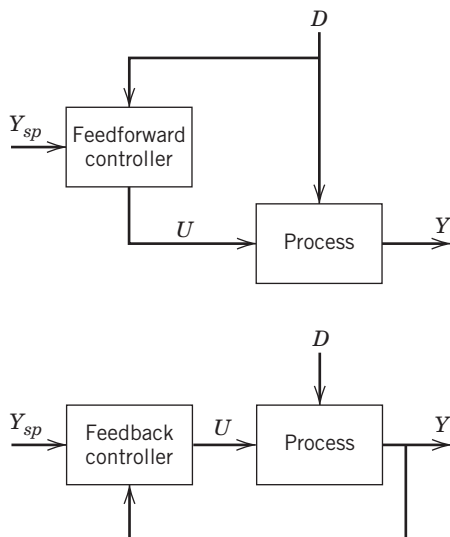 D
Y_sp
Feedforward
controller
U
Process
Y
D
Y_sp
Feedback
controller
U
Process
Y